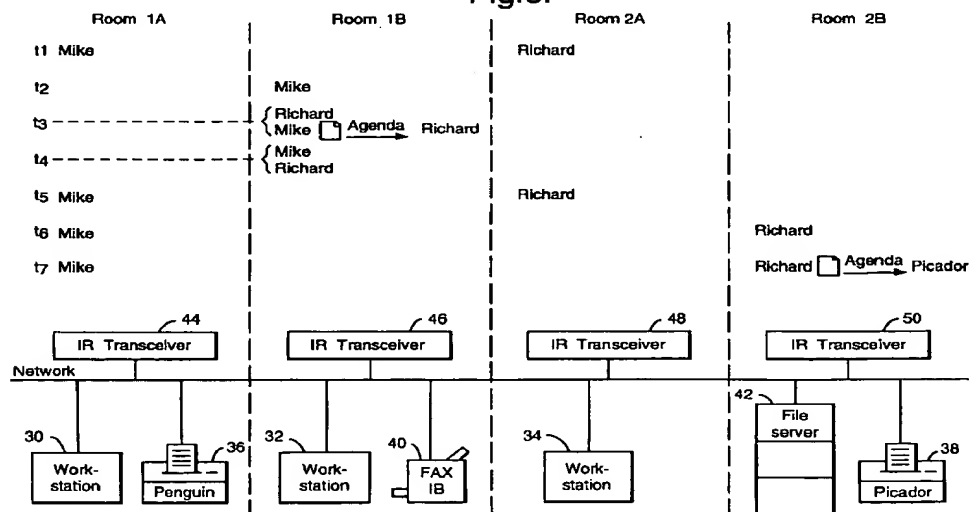 Fig.3.
Room 1A Room 1B Room 2A Room 2B
t1 Mike Richard
t2 Mike
t3 Richard
Mike Agenda Richard
t4 Mike
Richard
t5 Mike Richard
t6 Mike Richard
t7 Mike Richard Agenda Picador
44 46 48 50
IR Transceiver IR Transceiver IR Transceiver IR Transceiver
Network
30 36 32 40 34 42 38
Work-
station
Penguin
Work-
station
FAX
IB
Work-
station
File
server
Picador